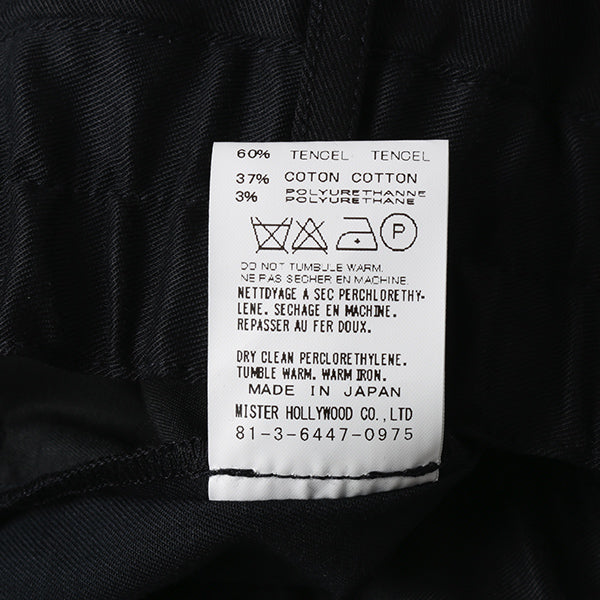 60% TENCEL TENCEL
37% COTON COTTON
3% POLYURETHANNE
POLYURETHANE
P
DO NOT TUMBULE WARM.
NE PAS SECHER EN MACHINE.
NETTDYAGE A SEC PERCHLORETHY-
LENE. SECHAGE EN MACHINE.
REPASSER AU FER DOUX.
DRY CLEAN PERCLORETHYLENE.
TUMBLE WARM. WARM IRON.
MADE IN JAPAN
MISTER HOLLYWOOD CO., LTD
81-3-6447-0975